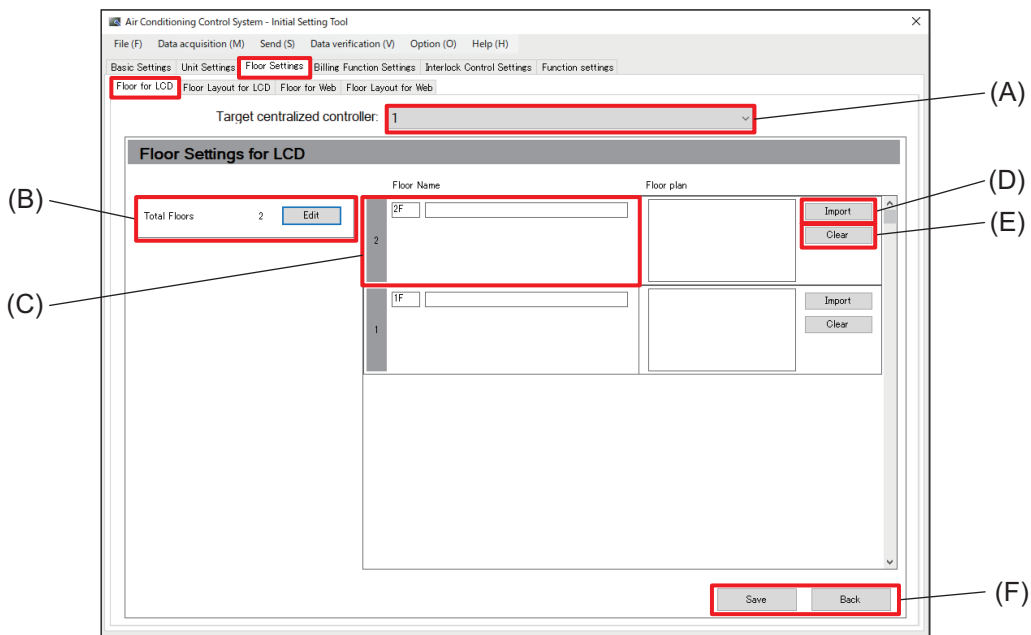 Air Conditioning Control System - Initial Setting Tool
File (F) Data acquisition (M) Send (S) Data verification (V) Option (O) Help (H)
Basic Settings Unit Settings Floor Settings Billing Function Settings Interlock Control Settings Function settings
Floor for LCD Floor Layout for LCD Floor for Web Floor Layout for Web
(A)
Target centralized controller: 1
Floor Settings for LCD
Floor Name Floor plan
(B)
(D)
Total Floors 2 Edit
2F
Import
(E)
Clear
2
(C)
1F
Import
Clear
1
Save Back
(F)